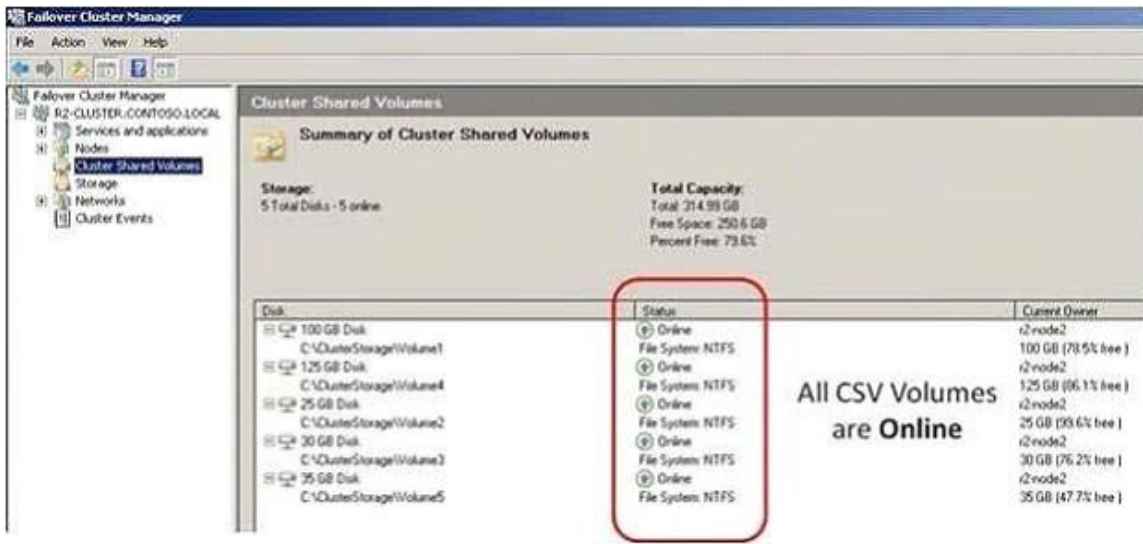 Failover Cluster Manager
File Action View Help
Failover Cluster Manager
R2-CLUSTER.CONTOSO.LOCAL
Services and applications
Nodes
Cluster Shared Volumes
Storage
Networks
Cluster Events
Cluster Shared Volumes
Summary of Cluster Shared Volumes
Storage:
5 Total Disks - 5 online
Total Capacity:
Total: 314.99 GB
Free Space: 250.6 GB
Percent Free: 79.6%
Disk Status Current Owner
100 GB Disk Online r2-node2
C:\ClusterStorage\Volume1 File System: NTFS 100 GB (78.5% free )
125 GB Disk Online r2-node2
C:\ClusterStorage\Volume4 File System: NTFS 125 GB (86.1% free )
25 GB Disk Online r2-node2
C:\ClusterStorage\Volume2 File System: NTFS 25 GB (99.6% free )
30 GB Disk Online r2-node2
C:\ClusterStorage\Volume3 File System: NTFS 30 GB (76.2% free )
35 GB Disk Online r2-node2
C:\ClusterStorage\Volume5 File System: NTFS 35 GB (47.7% free )
All CSV Volumes
are Online